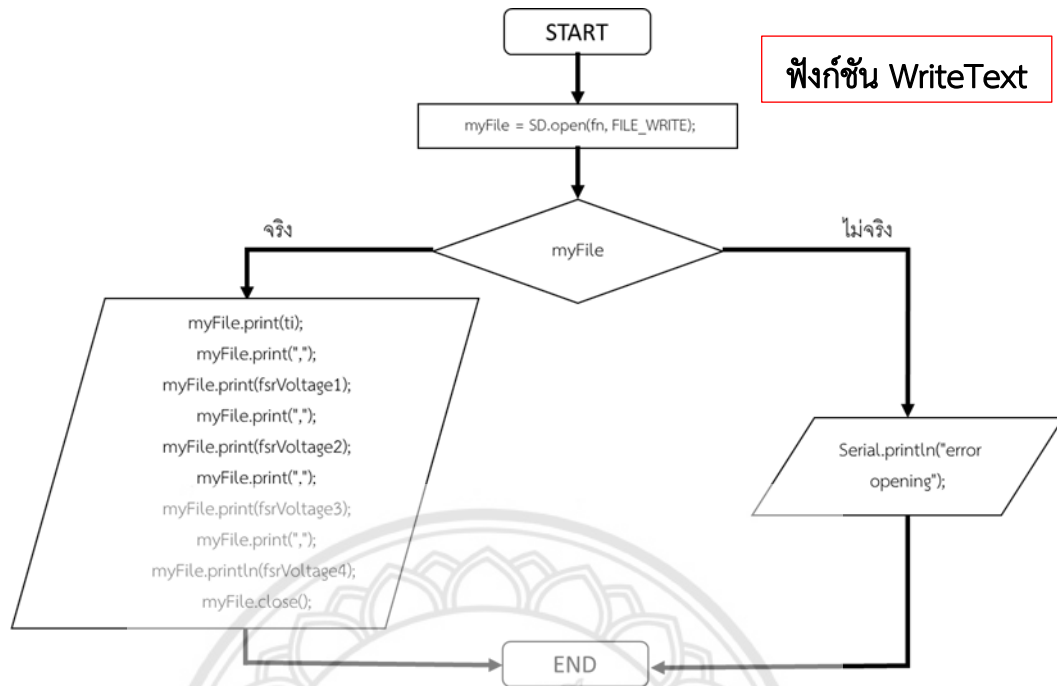 START
ฟังก์ชัน WriteText
myFile = SD.open(fn, FILE_WRITE);
myFile
จริง
ไม่จริง
myFile.print(ti);
myFile.print(",");
myFile.print(fsrVoltage1);
myFile.print(",");
myFile.print(fsrVoltage2);
myFile.print(",");
myFile.print(fsrVoltage3);
myFile.print(",");
myFile.println(fsrVoltage4);
myFile.close();
Serial.println("error
opening");
END